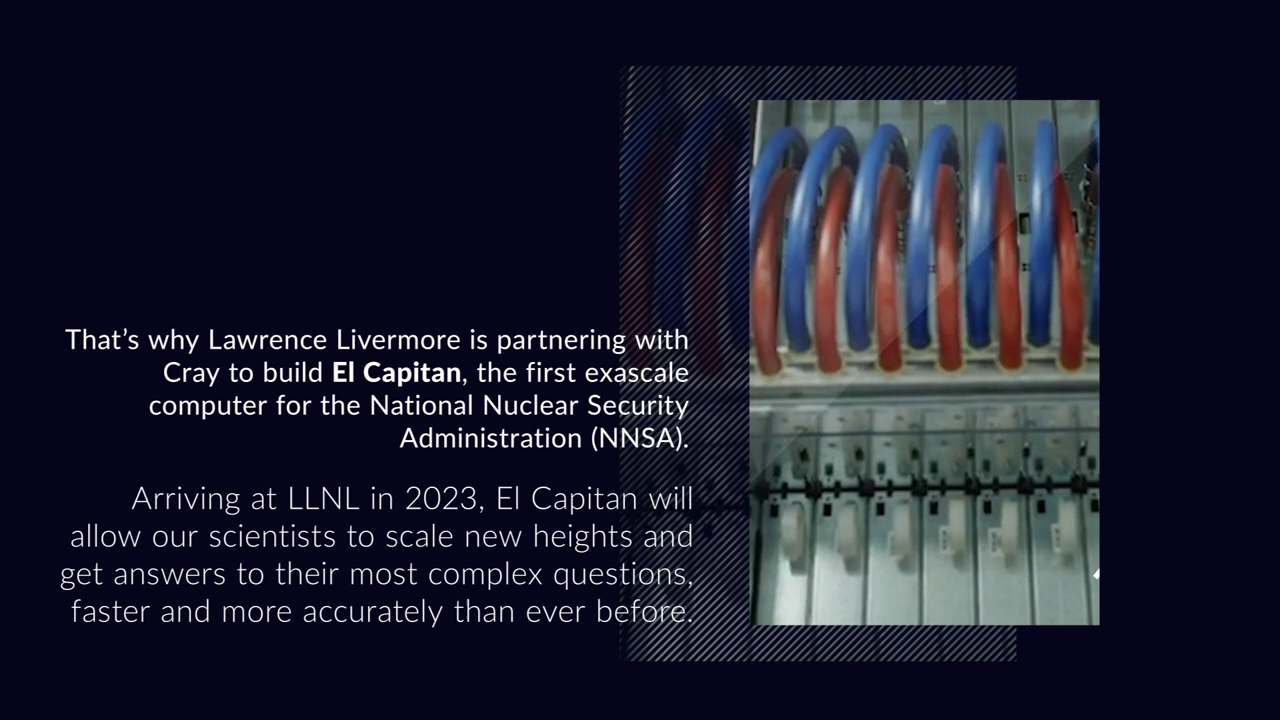 That’s why Lawrence Livermore is partnering with
Cray to build El Capitan, the first exascale
computer for the National Nuclear Security
Administration (NNSA).
Arriving at LLNL in 2023, El Capitan will
allow our scientists to scale new heights and
get answers to their most complex questions,
faster and more accurately than ever before.